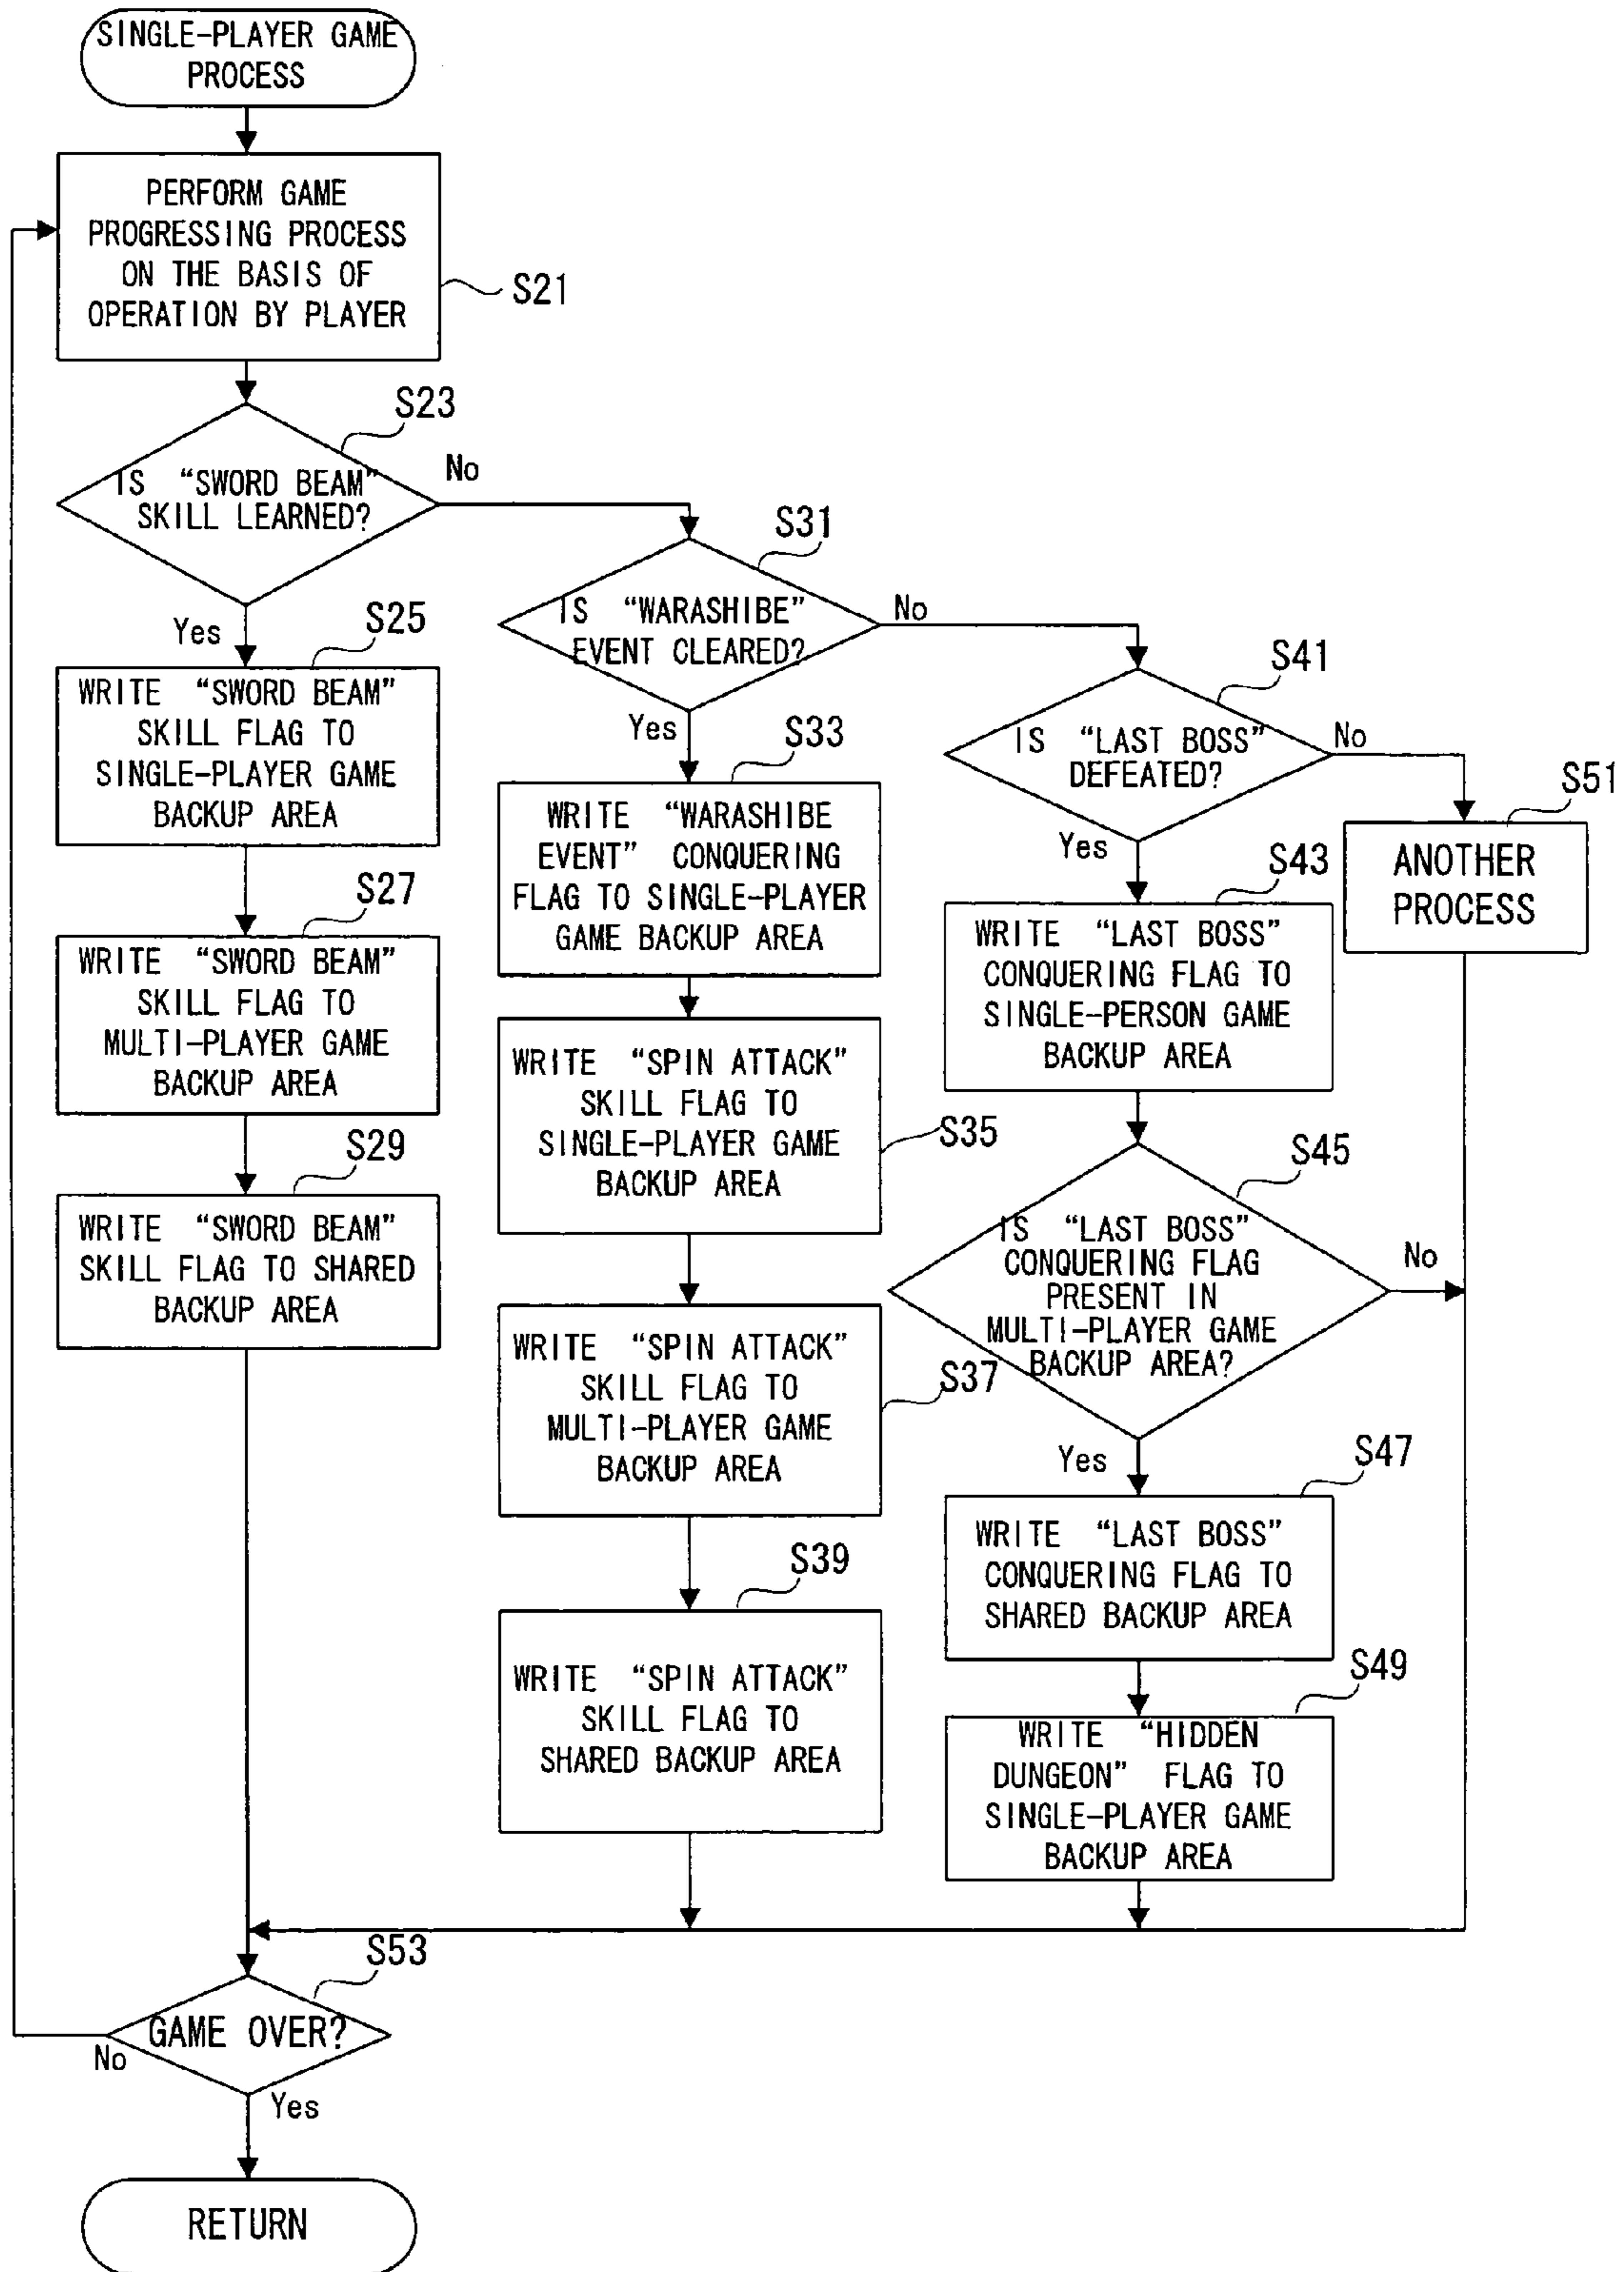 SINGLE-PLAYER GAME
PROCESS
PERFORM GAME
PROGRESSING PROCESS
ON THE BASIS OF
OPERATION BY PLAYER
S21
S23
IS “SWORD BEAM”
SKILL LEARNED?
No
Yes
S25
WRITE “SWORD BEAM”
SKILL FLAG TO
SINGLE-PLAYER GAME
BACKUP AREA
S27
WRITE “SWORD BEAM”
SKILL FLAG TO
MULTI-PLAYER GAME
BACKUP AREA
S29
WRITE “SWORD BEAM”
SKILL FLAG TO SHARED
BACKUP AREA
S31
IS “WARASHIBE”
EVENT CLEARED?
No
Yes
S33
WRITE “WARASHIBE
EVENT” CONQUERING
FLAG TO SINGLE-PLAYER
GAME BACKUP AREA
WRITE “SPIN ATTACK”
SKILL FLAG TO
SINGLE-PLAYER GAME
BACKUP AREA
S35
WRITE “SPIN ATTACK”
SKILL FLAG TO
MULTI-PLAYER GAME
BACKUP AREA
S37
S39
WRITE “SPIN ATTACK”
SKILL FLAG TO
SHARED BACKUP AREA
S41
IS “LAST BOSS”
DEFEATED?
No
Yes
S51
ANOTHER
PROCESS
S43
WRITE “LAST BOSS”
CONQUERING FLAG TO
SINGLE-PERSON GAME
BACKUP AREA
S45
IS “LAST BOSS”
CONQUERING FLAG
PRESENT IN
MULTI-PLAYER GAME
BACKUP AREA?
No
Yes
S47
WRITE “LAST BOSS”
CONQUERING FLAG TO
SHARED BACKUP AREA
S49
WRITE “HIDDEN
DUNGEON” FLAG TO
SINGLE-PLAYER GAME
BACKUP AREA
S53
GAME OVER?
No
Yes
RETURN